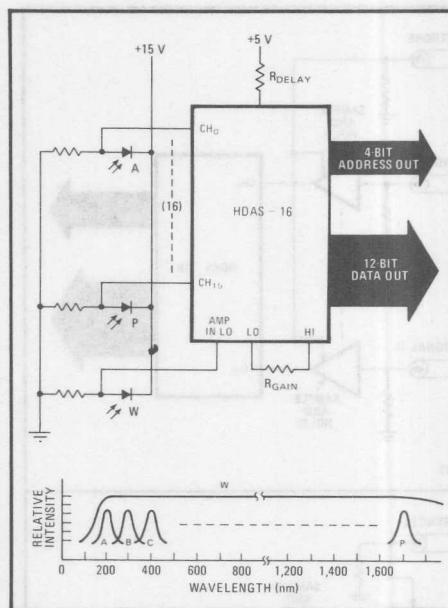 +15 V
+5 V
RDELAY
CH0
A
(16)
HDAS - 16
4-BIT
ADDRESS OUT
12-BIT
DATA OUT
CH15
P
AMP
IN LO
LO
HI
W
RGAIN
W
RELATIVE
INTENSITY
A B C P
0 200 400 600 800 1,200 1,400 1,600
WAVELENGTH (nm)